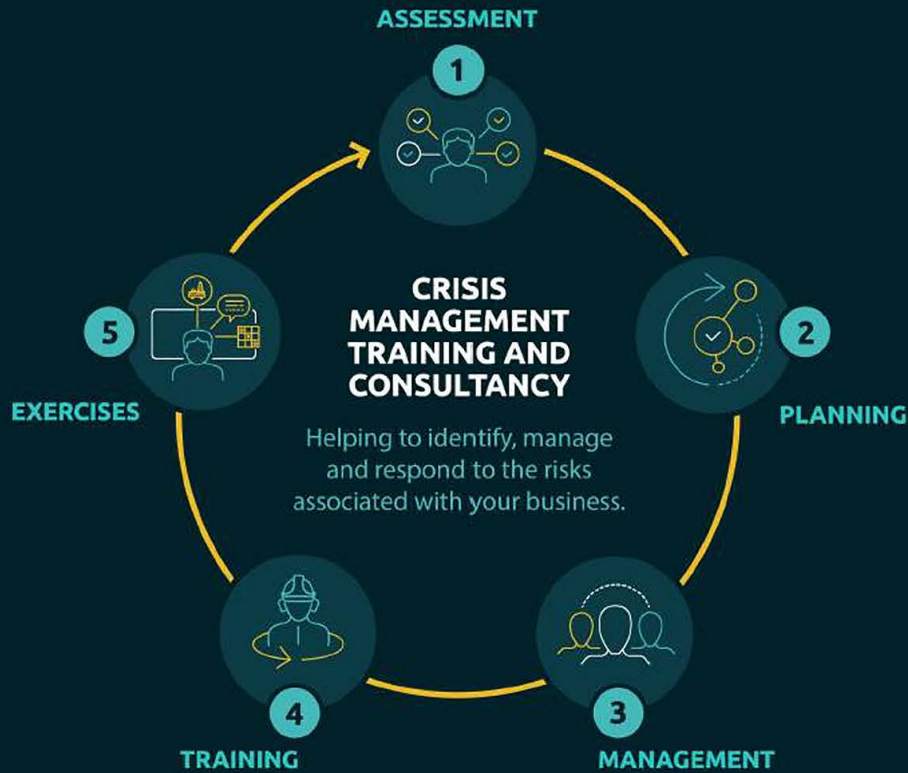 ASSESSMENT
1
CRISIS
MANAGEMENT
TRAINING AND
CONSULTANCY
Helping to identify, manage
and respond to the risks
associated with your business.
2
PLANNING
3
MANAGEMENT
4
TRAINING
5
EXERCISES